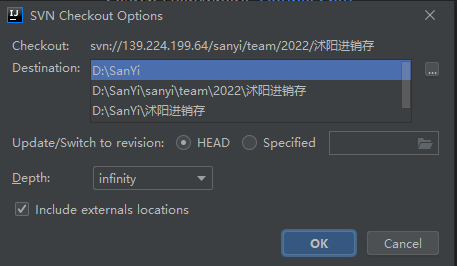 SVN Checkout Options
Checkout: svn://139.224.199.64/sanyi/team/2022/沭阳进销存
Destination: D:\SanYi
...
D:\SanYi\sanyi\team\2022\沭阳进销存
D:\SanYi\沭阳进销存
Update/Switch to revision: HEAD Specified
Depth: infinity
Include externals locations
OK Cancel